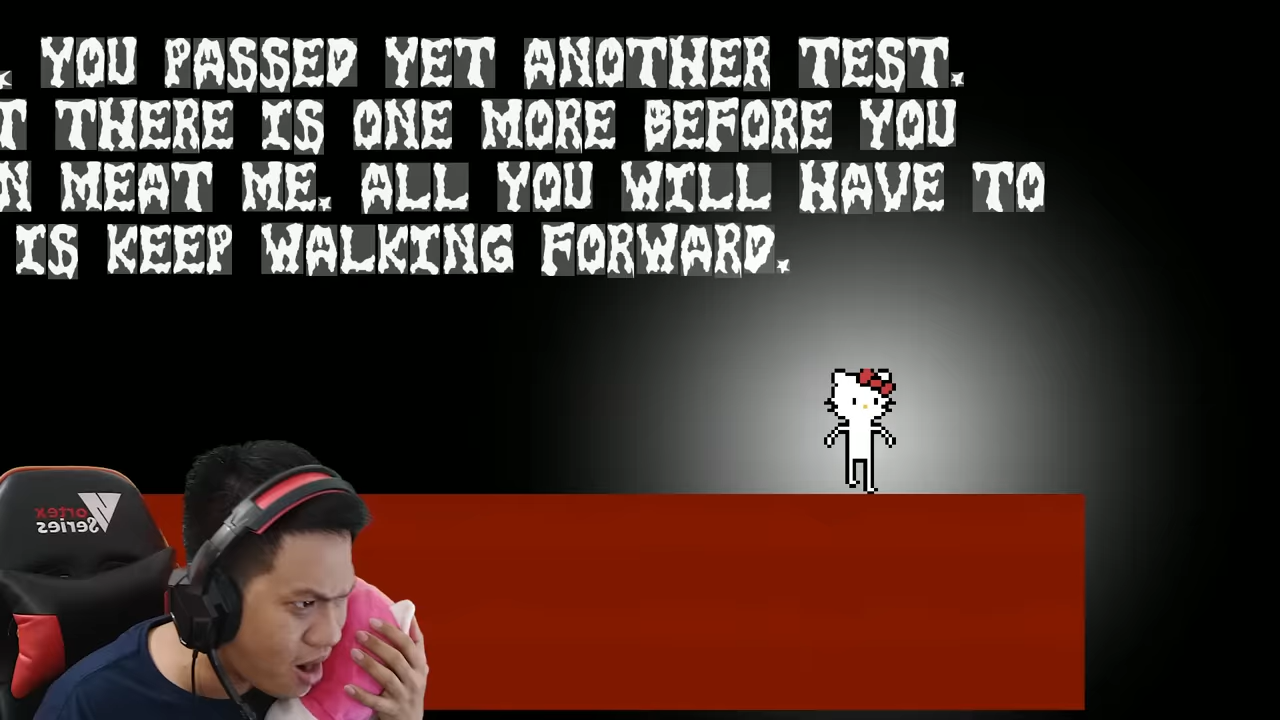 . YOU PASSED YET ANOTHER TEST.
T THERE IS ONE MORE BEFORE YOU
N MEAT ME. ALL YOU WILL HAVE TO
IS KEEP WALKING FORWARD.
Vortex
Series